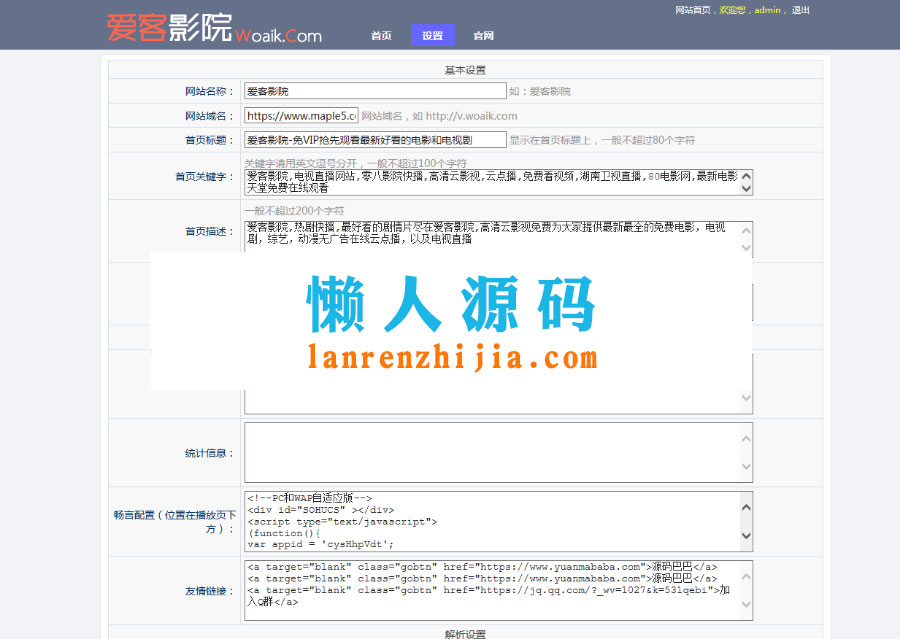 网站首页，欢迎您，admin， 退出
爱客影院Woaik.Com
首页 设置 官网
基本设置
网站名称： 爱客影院 如：爱客影院
网站域名： https://www.maple5.c 网站域名，如 http://v.woaik.com
首页标题： 爱客影院-免VIP抢先观看最新好看的电影和电视剧 显示在首页标题上，一般不超过80个字符
关键字请用英文逗号分开，一般不超过100个字符
首页关键字：
爱客影院,电视直播网站,零八影院快播,高清云影视,云点播,免费看视频,湖南卫视直播,80电影网,最新电影
天堂免费在线观看
一般不超过200个字符
首页描述：
爱客影院,热剧快播,最好看的剧情片尽在爱客影院,高清云影视免费为大家提供最新最全的免费电影，电视
剧，综艺，动漫无广告在线云点播，以及电视直播
懒人源码
lanrenzhijia.com
统计信息：
畅言配置（位置在播放页下
方）：
<!--PC和WAP自适应版-->
<div id="SOHUCS" ></div>
<script type="text/javascript">
(function(){
var appid = 'cysHhpVdt';
友情链接：
<a target="blank" class="gobtn" href="https://www.yuanmababa.com">源码巴巴</a>
<a target="blank" class="gobtn" href="https://www.yuanmababa.com">源码巴巴</a>
<a target="blank" class="gobtn" href="https://jq.qq.com/?_wv=1027&k=531qebi">加
入Q群</a>
解析设置